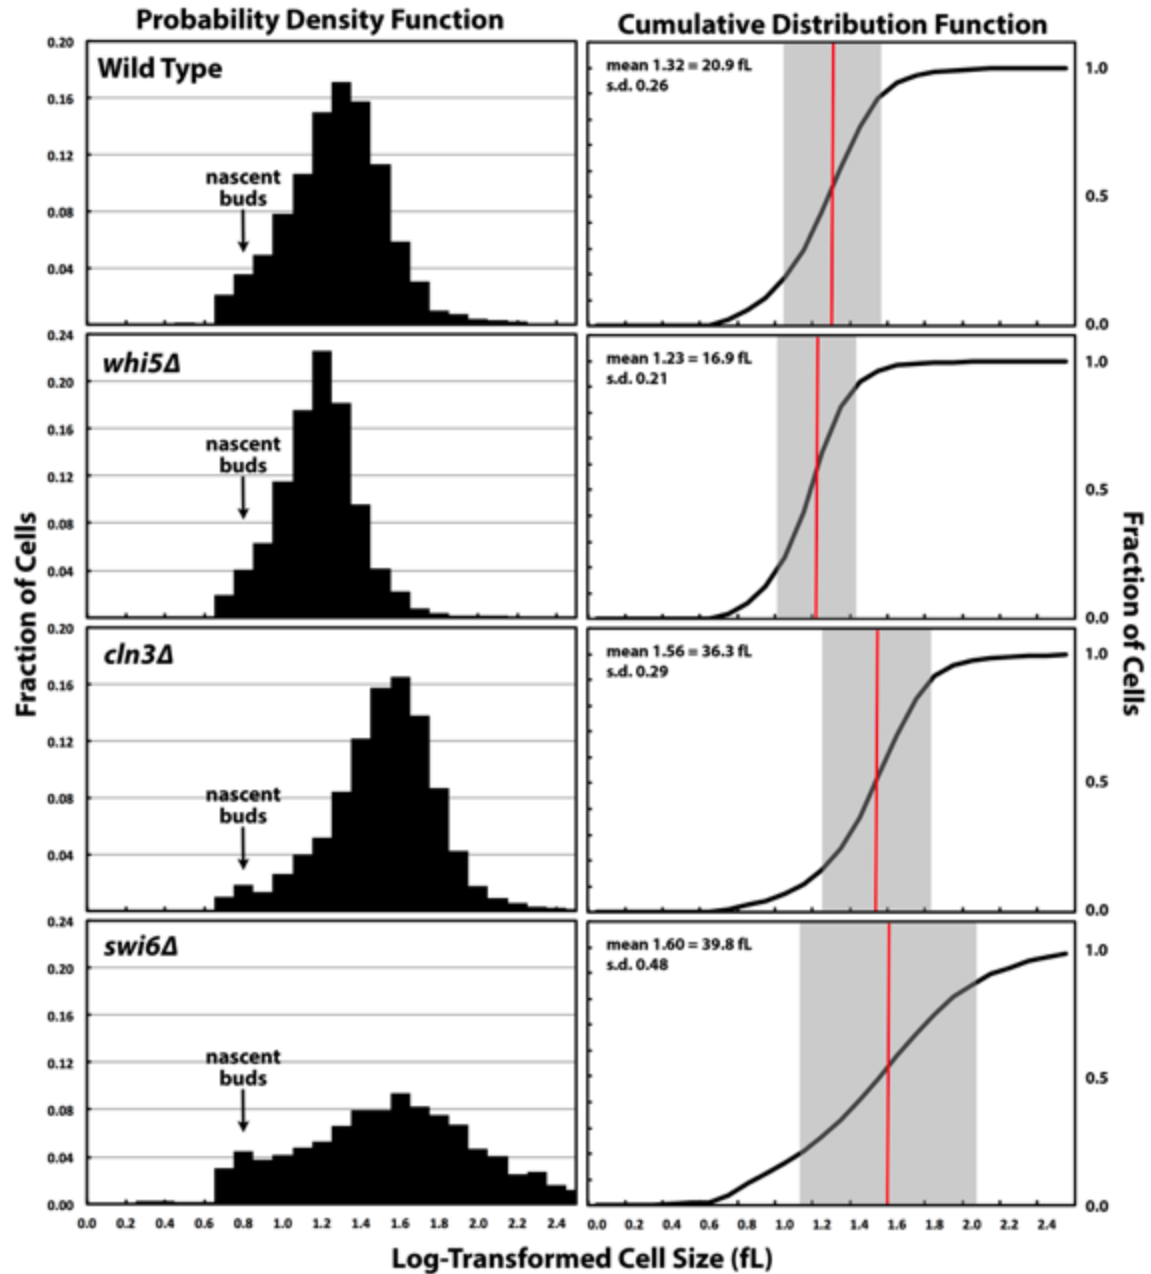 Probability Density Function
Cumulative Distribution Function
Wild Type
0.20
0.16
0.12
0.08
0.04
nascent
buds
mean 1.32 = 20.9 fL
s.d. 0.26
1.0
0.5
0.0
whi5Δ
0.24
0.20
0.16
0.12
0.08
0.04
nascent
buds
mean 1.23 = 16.9 fL
s.d. 0.21
1.0
0.5
0.0
cln3Δ
0.20
0.16
0.12
0.08
0.04
nascent
buds
mean 1.56 = 36.3 fL
s.d. 0.29
1.0
0.5
0.0
swi6Δ
0.24
0.20
0.16
0.12
0.08
0.04
0.00
nascent
buds
mean 1.60 = 39.8 fL
s.d. 0.48
1.0
0.5
0.0
0.0 0.2 0.4 0.6 0.8 1.0 1.2 1.4 1.6 1.8 2.0 2.2 2.4
0.0 0.2 0.4 0.6 0.8 1.0 1.2 1.4 1.6 1.8 2.0 2.2 2.4
Fraction of Cells
Fraction of Cells
Log-Transformed Cell Size (fL)